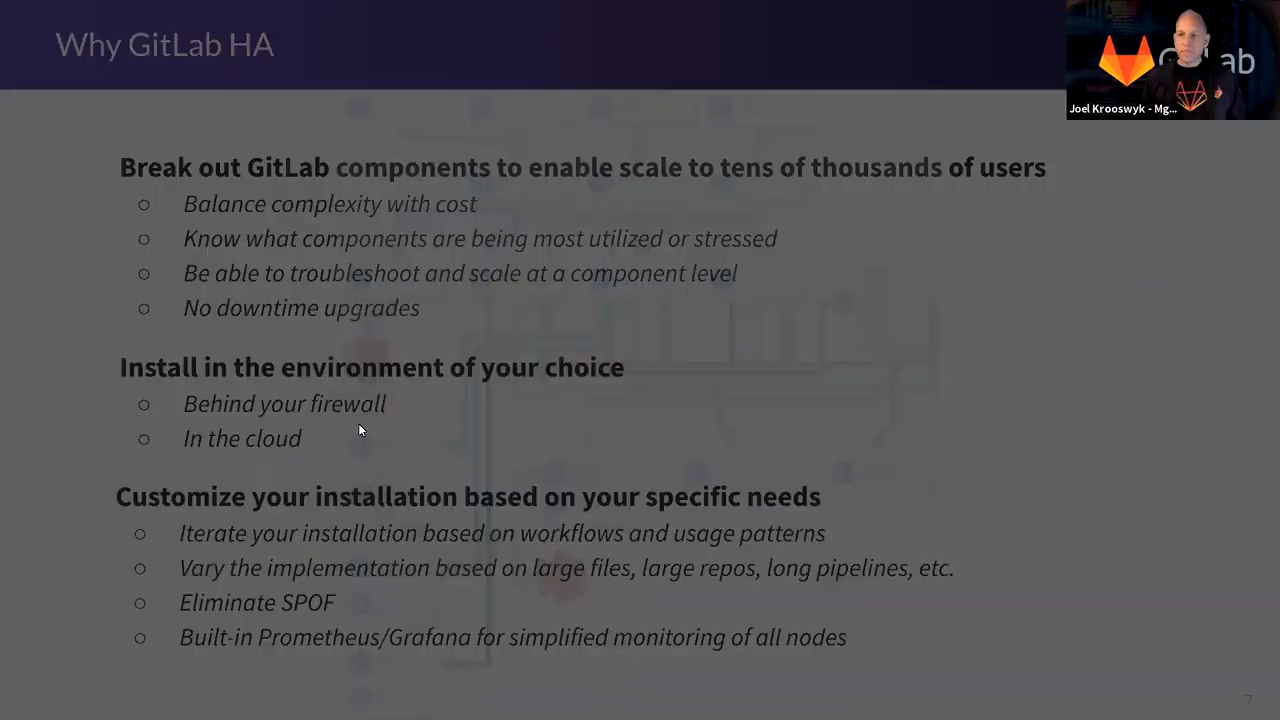 Why GitLab HA
Joel Krooswyk - Mg...
Break out GitLab components to enable scale to tens of thousands of users
○ Balance complexity with cost
○ Know what components are being most utilized or stressed
○ Be able to troubleshoot and scale at a component level
○ No downtime upgrades
Install in the environment of your choice
○ Behind your firewall
○ In the cloud
Customize your installation based on your specific needs
○ Iterate your installation based on workflows and usage patterns
○ Vary the implementation based on large files, large repos, long pipelines, etc.
○ Eliminate SPOF
○ Built-in Prometheus/Grafana for simplified monitoring of all nodes
7